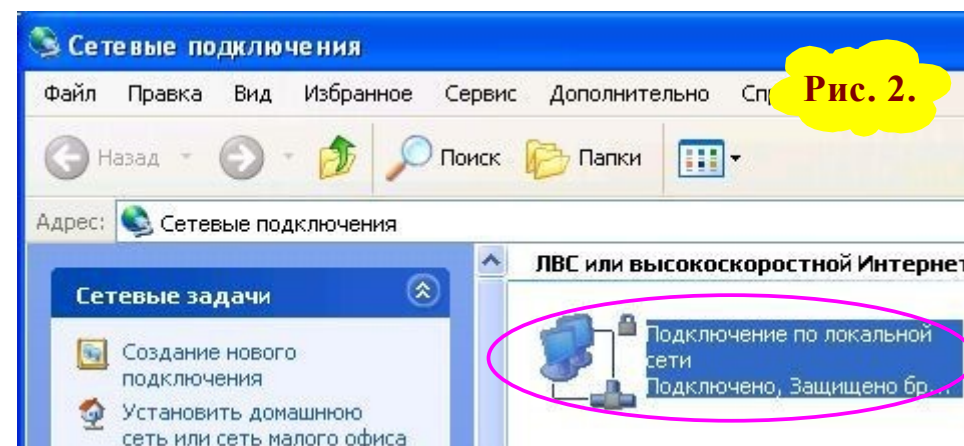 Сетевые подключения
Файл Правка Вид Избранное Сервис Дополнительно
Рис. 2.
Назад Поиск Папки
Адрес: Сетевые подключения
ЛВС или высокоскоростной Интернет
Сетевые задачи
Подключение по локальной
сети
Подключено, Защищено бр...
Создание нового
подключения
Установить домашнюю
сеть или сеть малого офиса